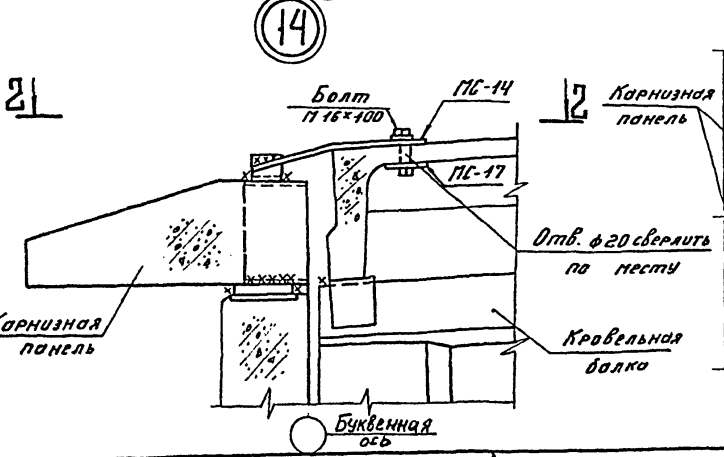 14
2
2
Болт
М 16×100
МС-14
Карнизная
панель
МС-17
Отв. ф20 сверлить
по месту
Карнизная
панель
Кровельная
балка
Буквенная
ось